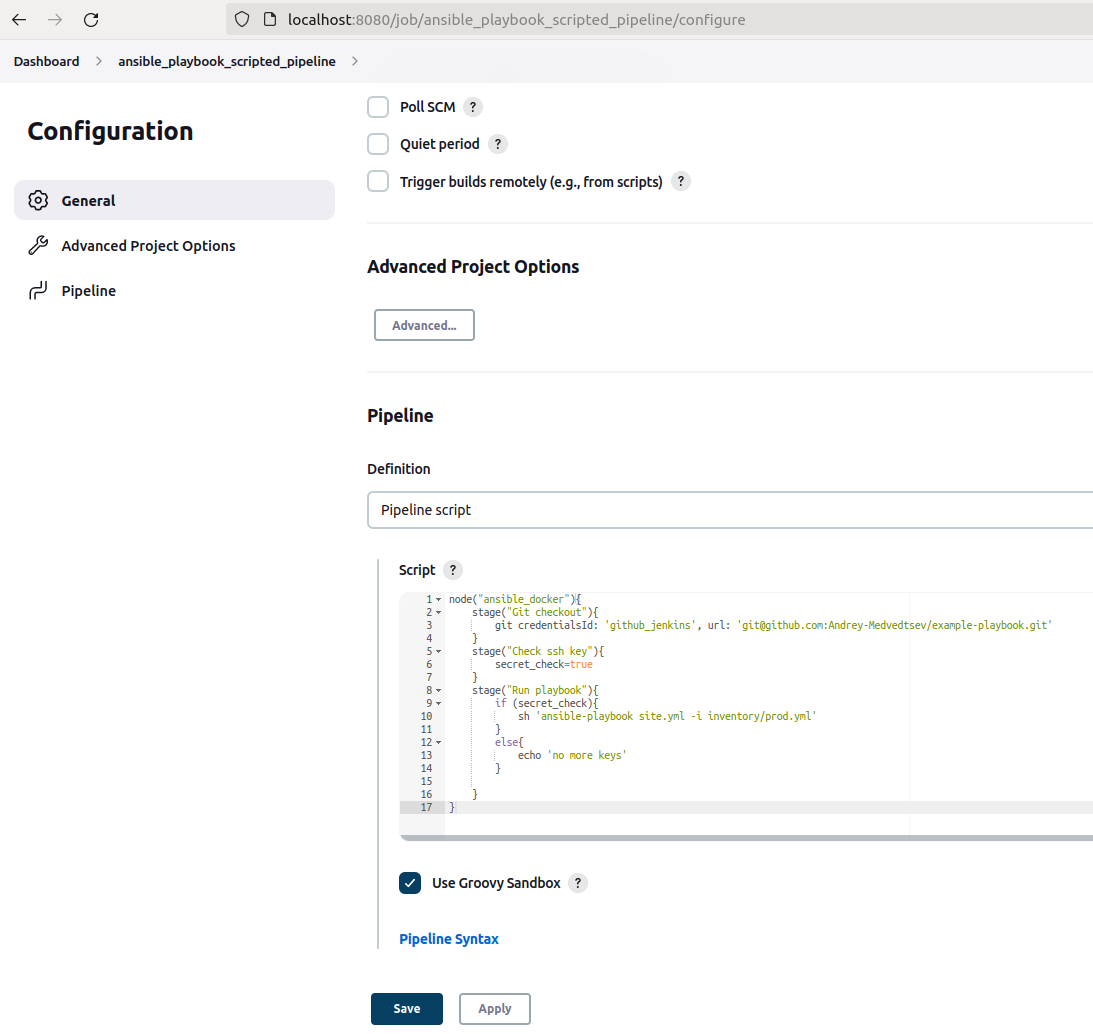 localhost:8080/job/ansible_playbook_scripted_pipeline/configure
Dashboard > ansible_playbook_scripted_pipeline >
Configuration
General
Advanced Project Options
Pipeline
Poll SCM ?
Quiet period ?
Trigger builds remotely (e.g., from scripts) ?
Advanced Project Options
Advanced...
Pipeline
Definition
Pipeline script
Script ?
1 node("ansible_docker"){
2     stage("Git checkout"){
3         git credentialsId: 'github_jenkins', url: 'git@github.com:Andrey-Medvedtsev/example-playbook.git'
4     }
5     stage("Check ssh key"){
6         secret_check=true
7     }
8     stage("Run playbook"){
9         if (secret_check){
10             sh 'ansible-playbook site.yml -i inventory/prod.yml'
11         }
12         else{
13             echo 'no more keys'
14         }
15
16     }
17 }
Use Groovy Sandbox ?
Pipeline Syntax
Save Apply